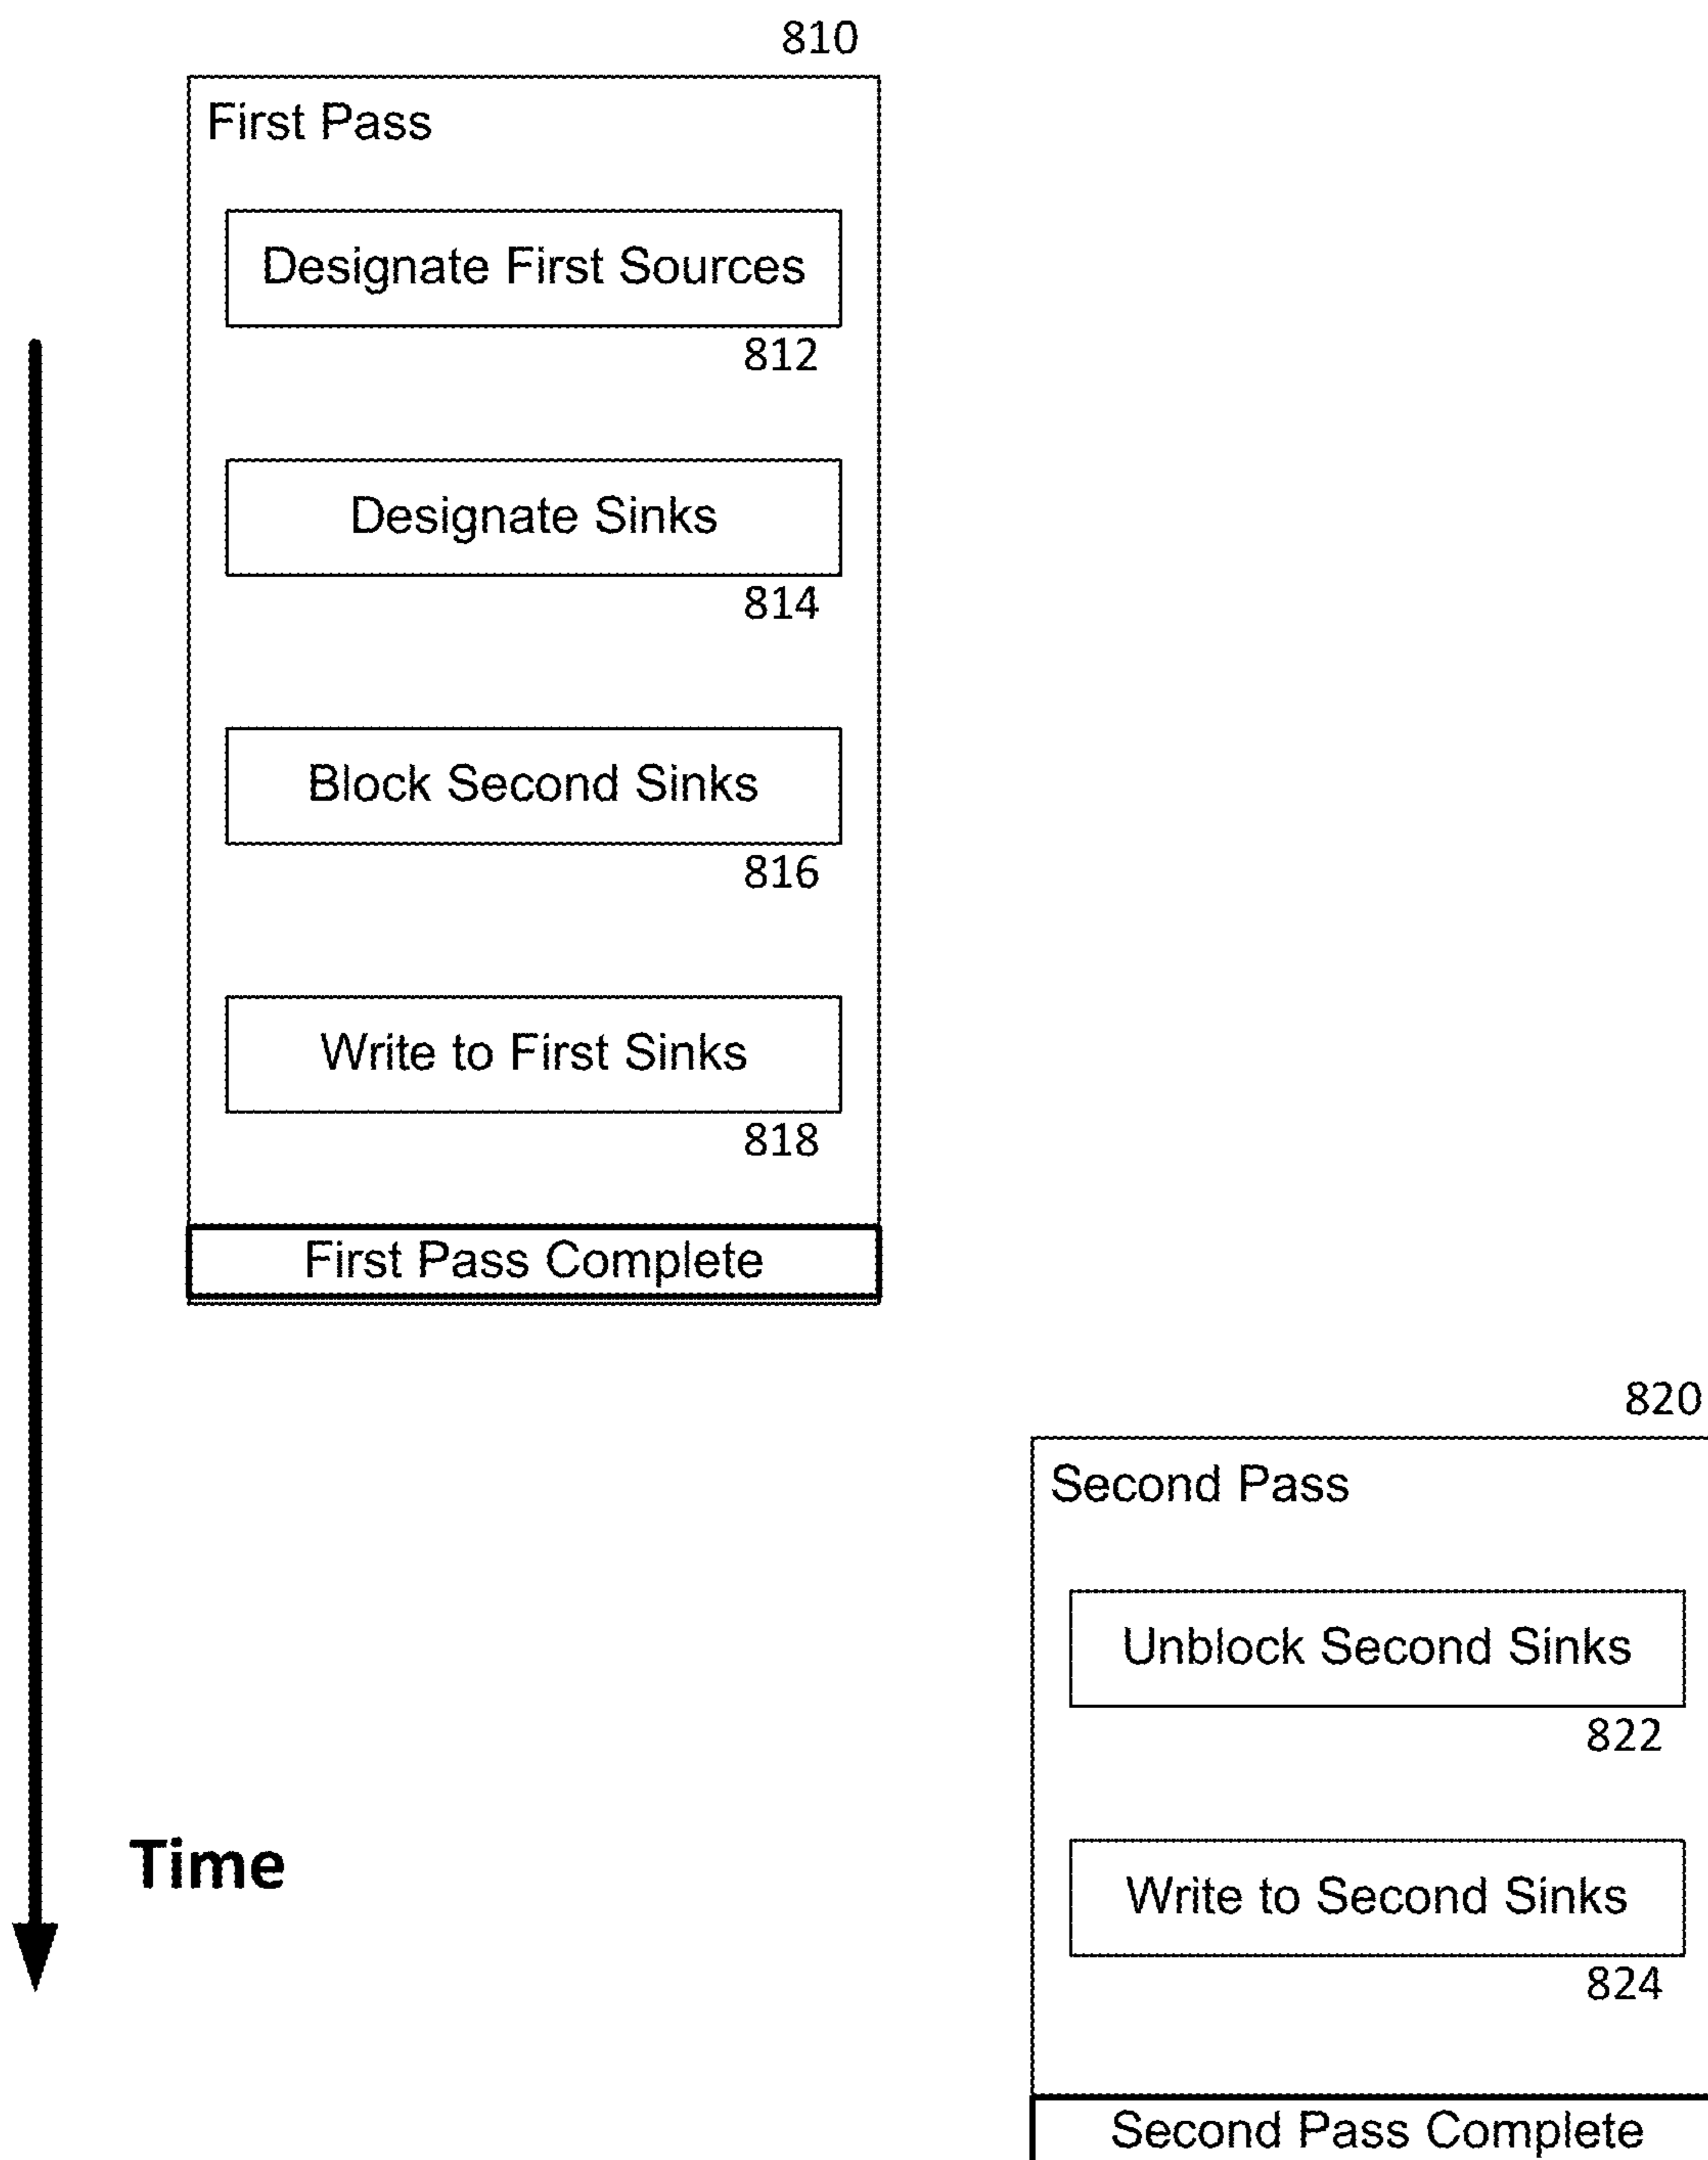 810
First Pass
Designate First Sources
812
Designate Sinks
814
Block Second Sinks
816
Write to First Sinks
818
First Pass Complete
820
Second Pass
Unblock Second Sinks
822
Time
Write to Second Sinks
824
Second Pass Complete